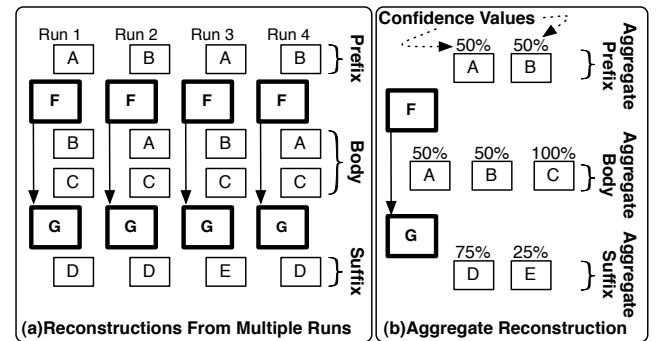 Run 1 Run 2 Run 3 Run 4
A B A B
Prefix
F F F F
B A B A
C C C C
Body
G G G G
D D E D
Suffix
(a)Reconstructions From Multiple Runs
Confidence Values
50% 50%
A B
Aggregate
Prefix
F
50% 50% 100%
A B C
Aggregate
Body
G
75% 25%
D E
Aggregate
Suffix
(b)Aggregate Reconstruction